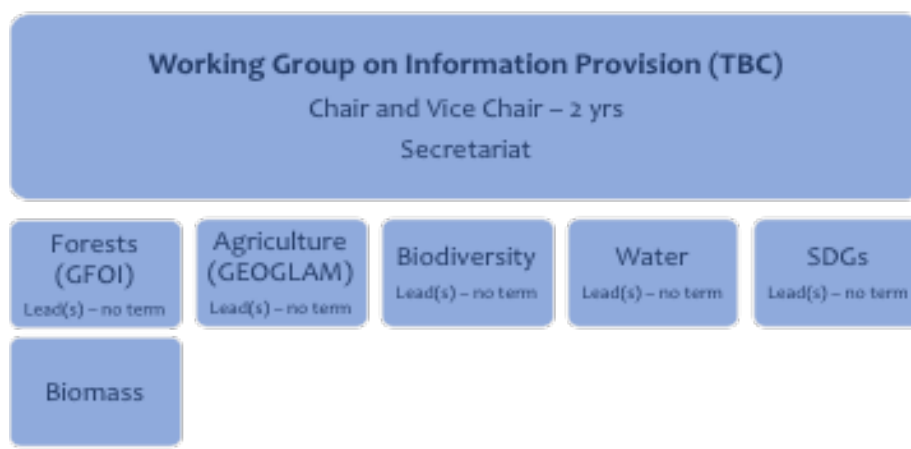 Working Group on Information Provision (TBC)
Chair and Vice Chair – 2 yrs
Secretariat
Forests
(GFOI)
Lead(s) – no term
Agriculture
(GEOGLAM)
Lead(s) – no term
Biodiversity
Lead(s) – no term
Water
Lead(s) – no term
SDGs
Lead(s) – no term
Biomass